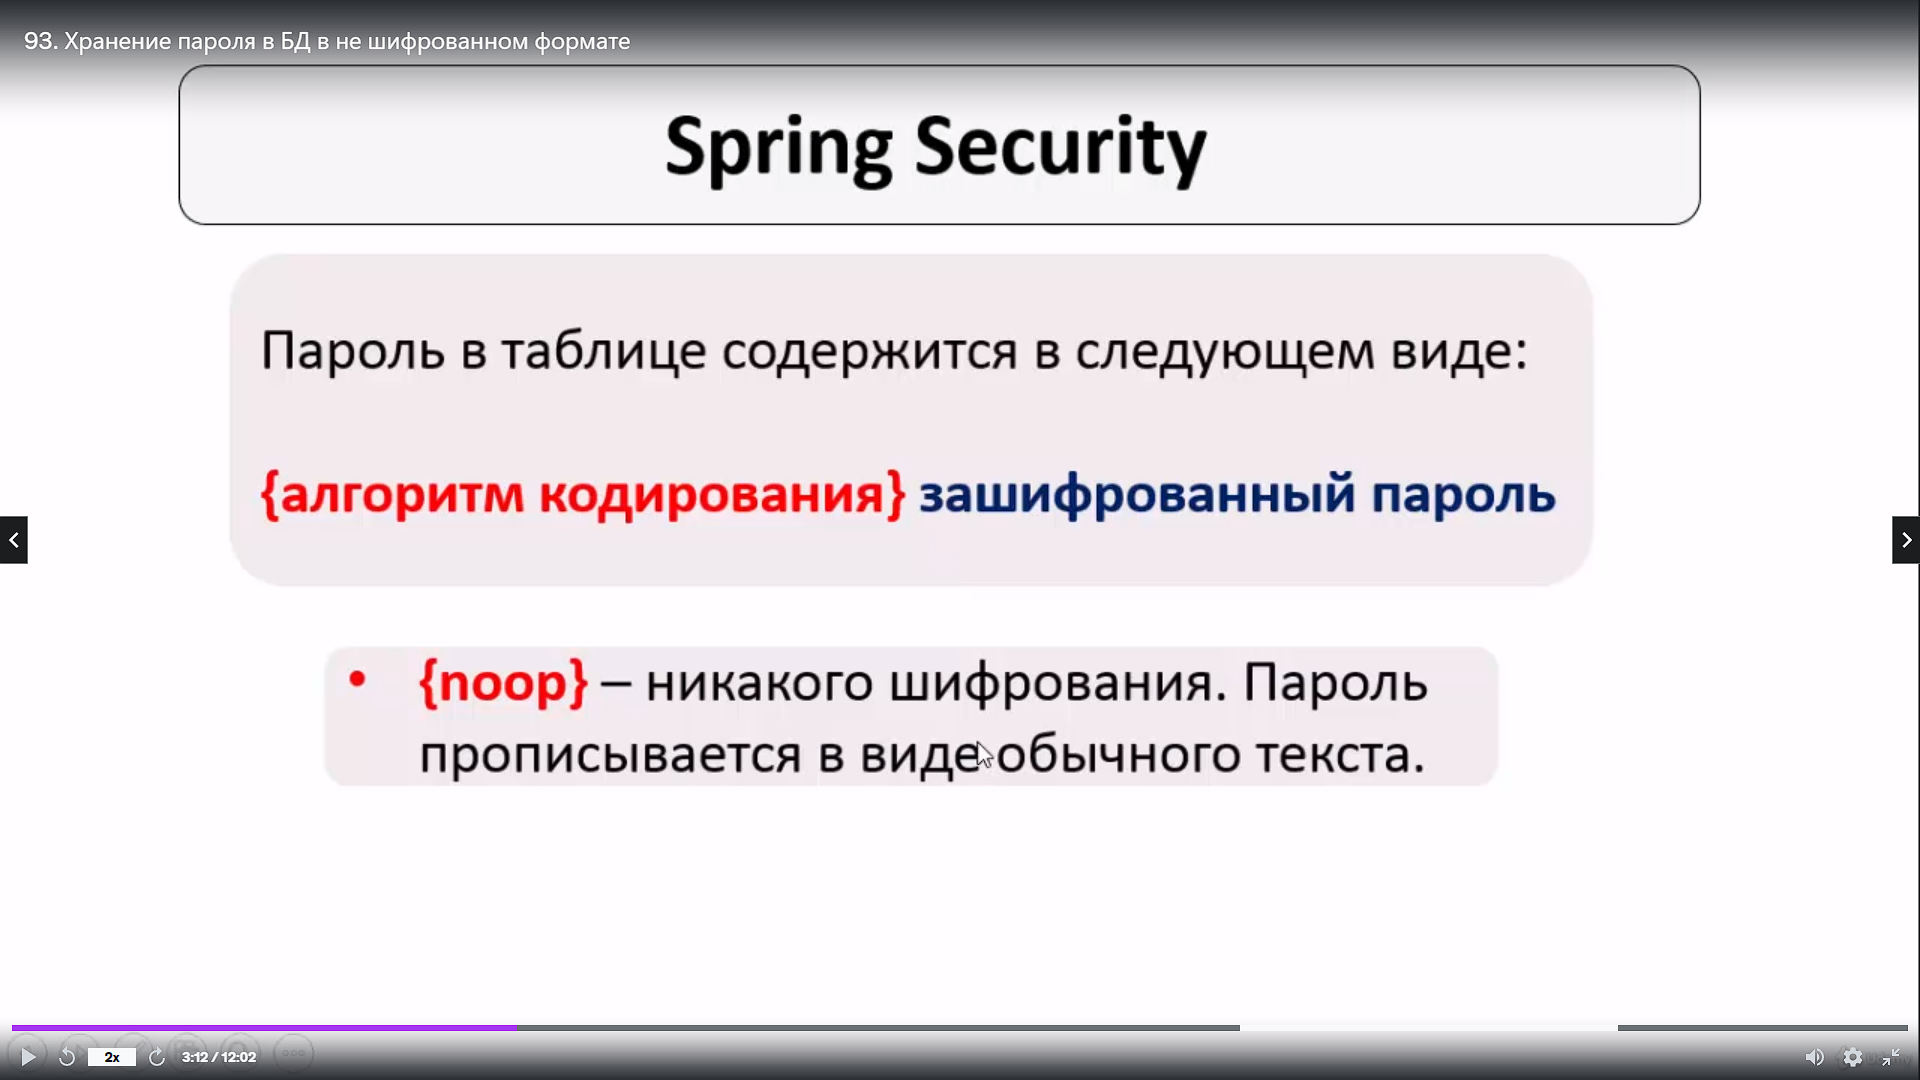 93. Хранение пароля в БД в не шифрованном формате
Spring Security
Пароль в таблице содержится в следующем виде:
{алгоритм кодирования} зашифрованный пароль
• {noop} – никакого шифрования. Пароль
прописывается в виде обычного текста.
2x
3:12 / 12:02